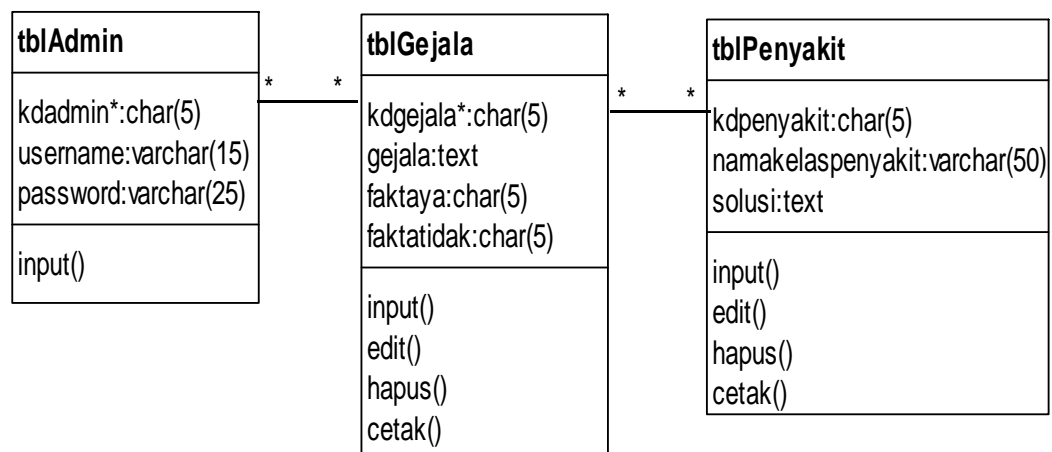 tblAdmin
kdadmin*:char(5)
username:varchar(15)
password:varchar(25)
input()
* *
tblGejala
kdgejala*:char(5)
gejala:text
faktaya:char(5)
faktatidak:char(5)
input()
edit()
hapus()
cetak()
* *
tblPenyakit
kdpenyakit:char(5)
namakelaspenyakit:varchar(50)
solusi:text
input()
edit()
hapus()
cetak()